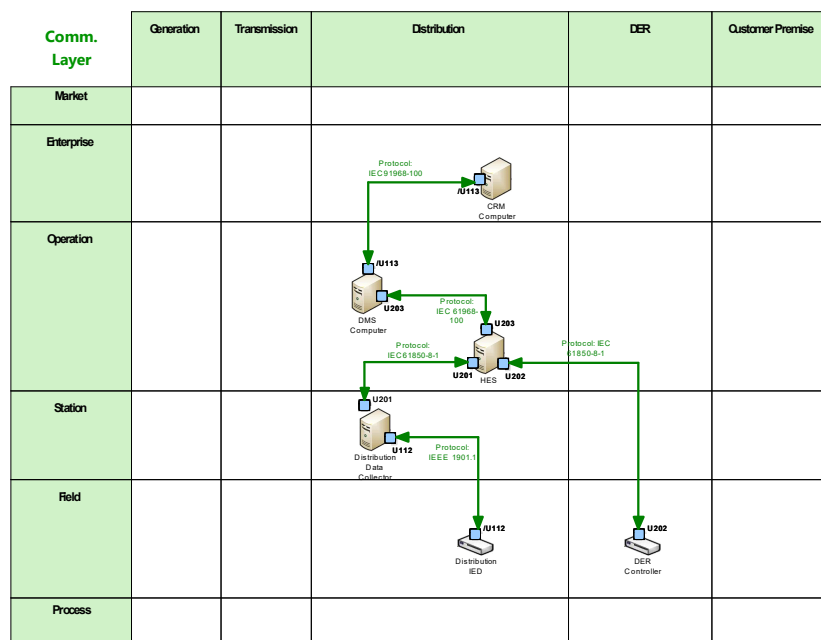 Comm.
Layer
Generation
Transmission
Distribution
DER
Customer Premise
Market
Enterprise
Protocol:
IEC91968-100
/U113
CRM
Computer
Operation
/U113
U203
DMS
Computer
Protocol:
IEC 61968-
100
U203
Protocol:
IEC61850-8-1
U201
U202
HES
Protocol: IEC
61850-8-1
Station
U201
U112
Distribution
Data
Collector
Protocol:
IEEE 1901.1
Field
/U112
Distribution
IED
U202
DER
Controller
Process